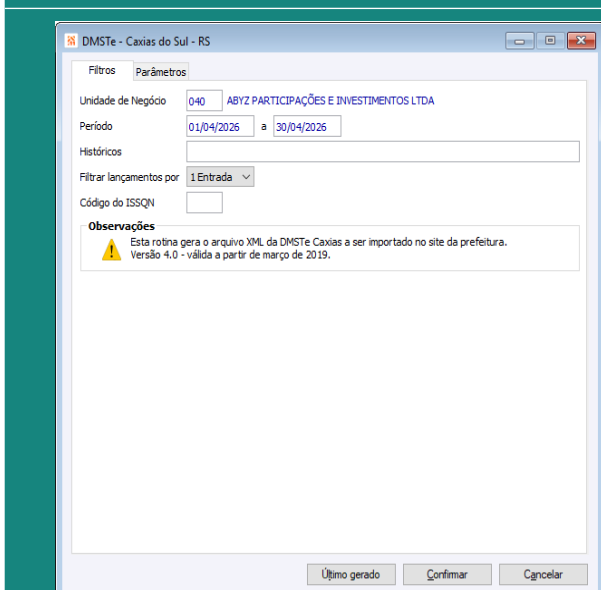 DMSTe - Caxias do Sul - RS
Filtros Parâmetros
Unidade de Negócio 040 ABYZ PARTICIPAÇÕES E INVESTIMENTOS LTDA
Período 01/04/2026 a 30/04/2026
Históricos
Filtrar lançamentos por 1 Entrada
Código do ISSQN
Observações
Esta rotina gera o arquivo XML da DMSTe Caxias a ser importado no site da prefeitura.
Versão 4.0 - válida a partir de março de 2019.
Último gerado Confirmar Cancelar